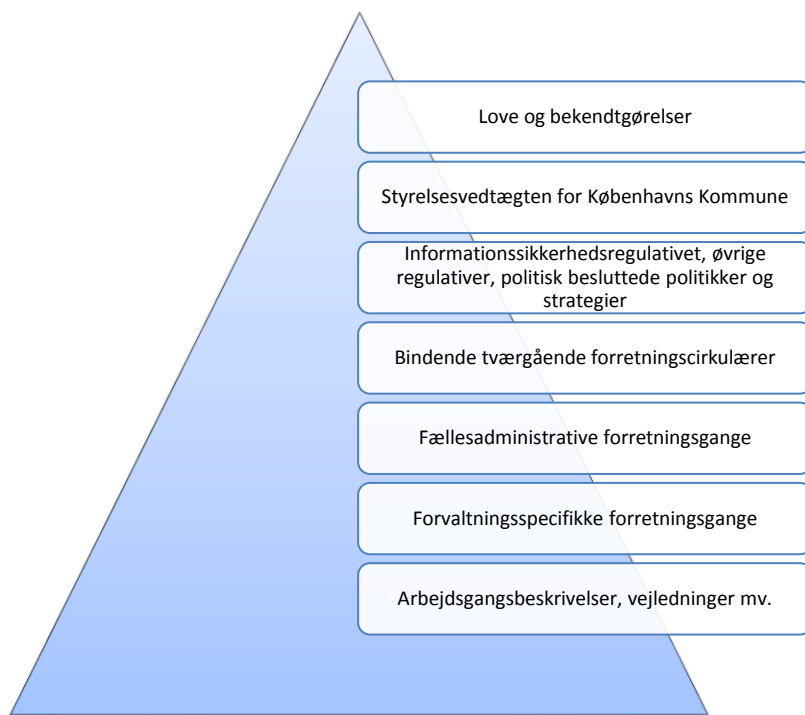 Love og bekendtgørelser
Styrelsesvedtægten for Københavns Kommune
Informationssikkerhedsregulativet, øvrige
regulativer, politisk besluttede politikker og
strategier
Bindende tværgående forretningscirkulærer
Fællesadministrative forretningsgange
Forvaltningsspecifikke forretningsgange
Arbejdsgangsbeskrivelser, vejledninger mv.